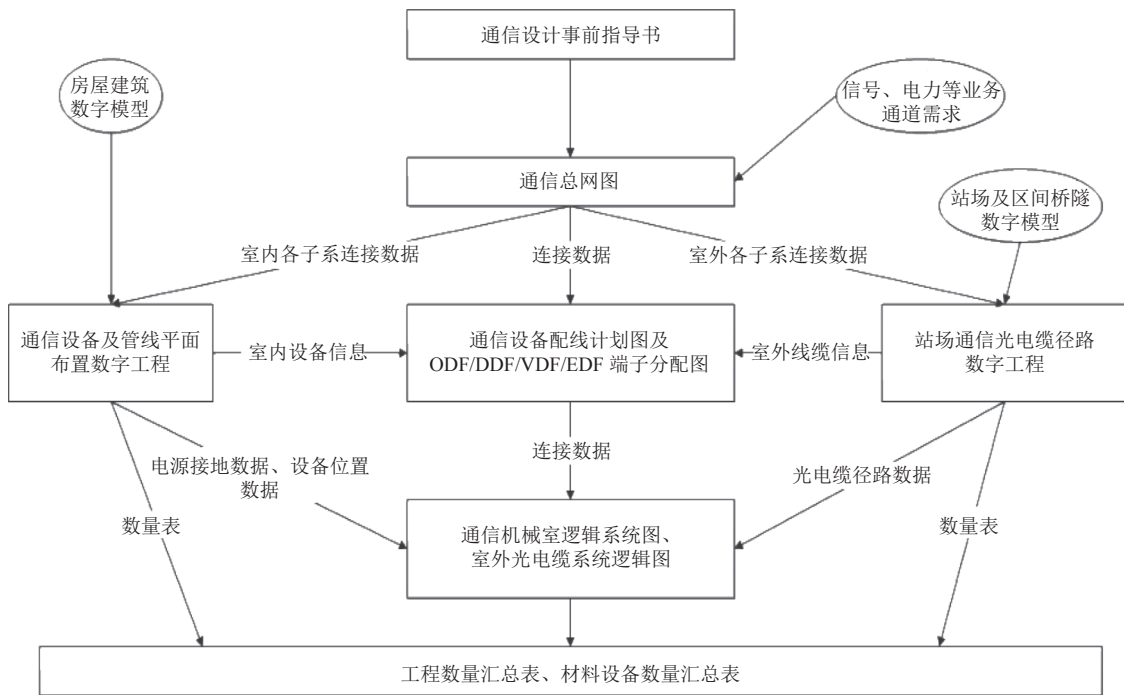 通信设计事前指导书
房屋建筑
数字模型
信号、电力等业务
通道需求
通信总网图
站场及区间桥隧
数字模型
室内各子系连接数据
连接数据
室外各子系连接数据
通信设备及管线平面
布置数字工程
室内设备信息
通信设备配线计划图及
ODF/DDF/VDF/EDF 端子分配图
室外线缆信息
站场通信光电缆径路
数字工程
电源接地数据、设备位置
数据
连接数据
光电缆径路数据
数量表
通信机械室逻辑系统图、
室外光电缆系统逻辑图
数量表
工程数量汇总表、材料设备数量汇总表